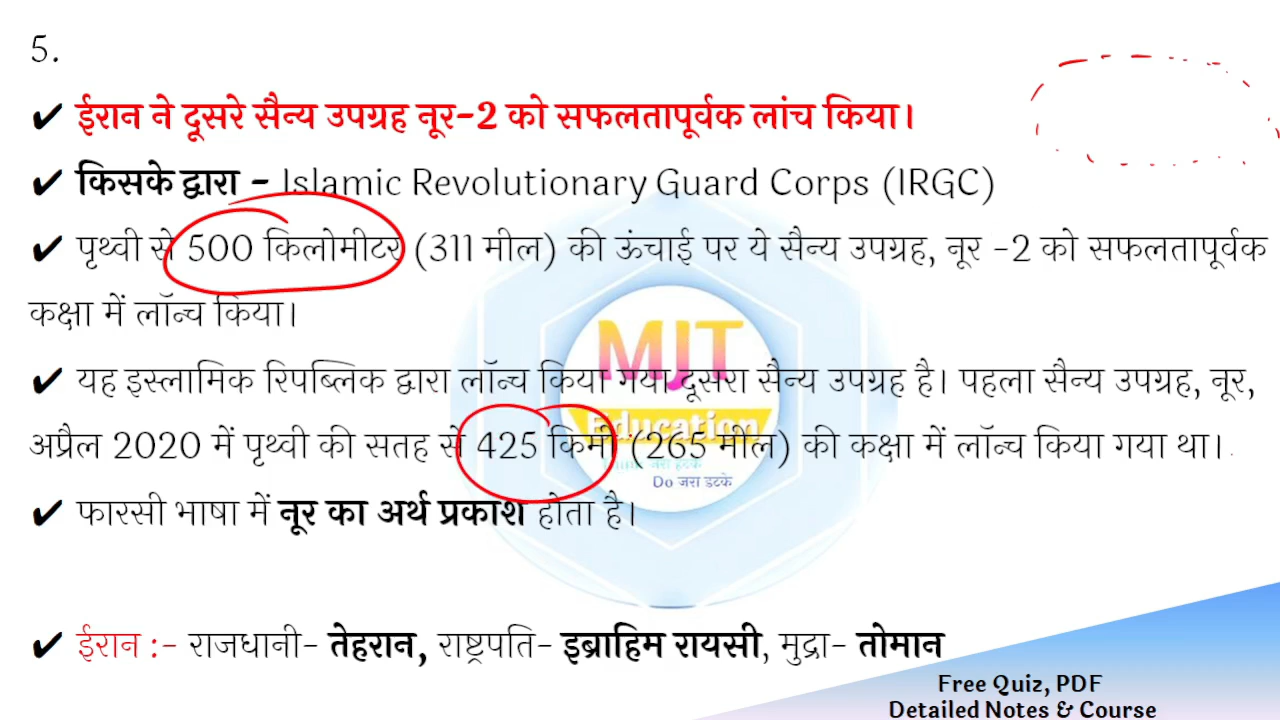 5.
✔ ईरान ने दूसरे सैन्य उपग्रह नूर-2 को सफलतापूर्वक लांच किया।
✔ किसके द्वारा - Islamic Revolutionary Guard Corps (IRGC)
✔ पृथ्वी से 500 किलोमीटर (311 मील) की ऊंचाई पर ये सैन्य उपग्रह, नूर -2 को सफलतापूर्वक
कक्षा में लॉन्च किया।
✔ यह इस्लामिक रिपब्लिक द्वारा लॉन्च किया गया दूसरा सैन्य उपग्रह है। पहला सैन्य उपग्रह, नूर,
अप्रैल 2020 में पृथ्वी की सतह से 425 किमी (265 मील) की कक्षा में लॉन्च किया गया था।
✔ फारसी भाषा में नूर का अर्थ प्रकाश होता है।
✔ ईरान :- राजधानी- तेहरान, राष्ट्रपति- इब्राहिम रायसी, मुद्रा- तोमान
MJT
Education
Think जरा हटके
Do जरा डटके
Free Quiz, PDF
Detailed Notes & Course